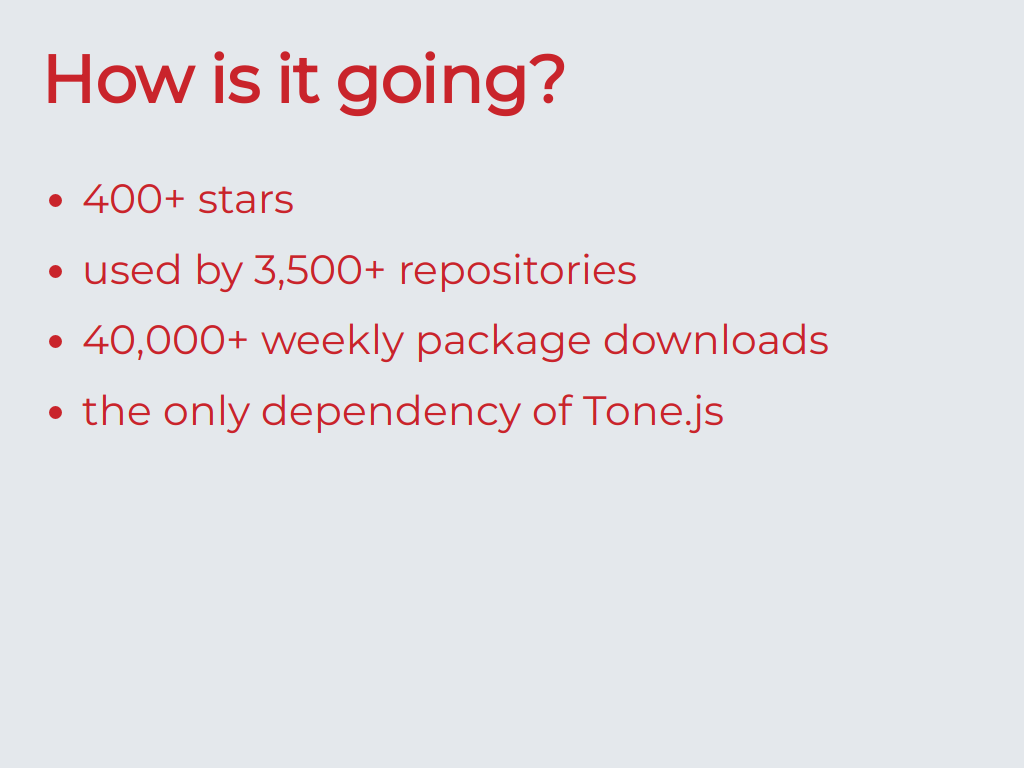 How is it going?
• 400+ stars
• used by 3,500+ repositories
• 40,000+ weekly package downloads
• the only dependency of Tone.js